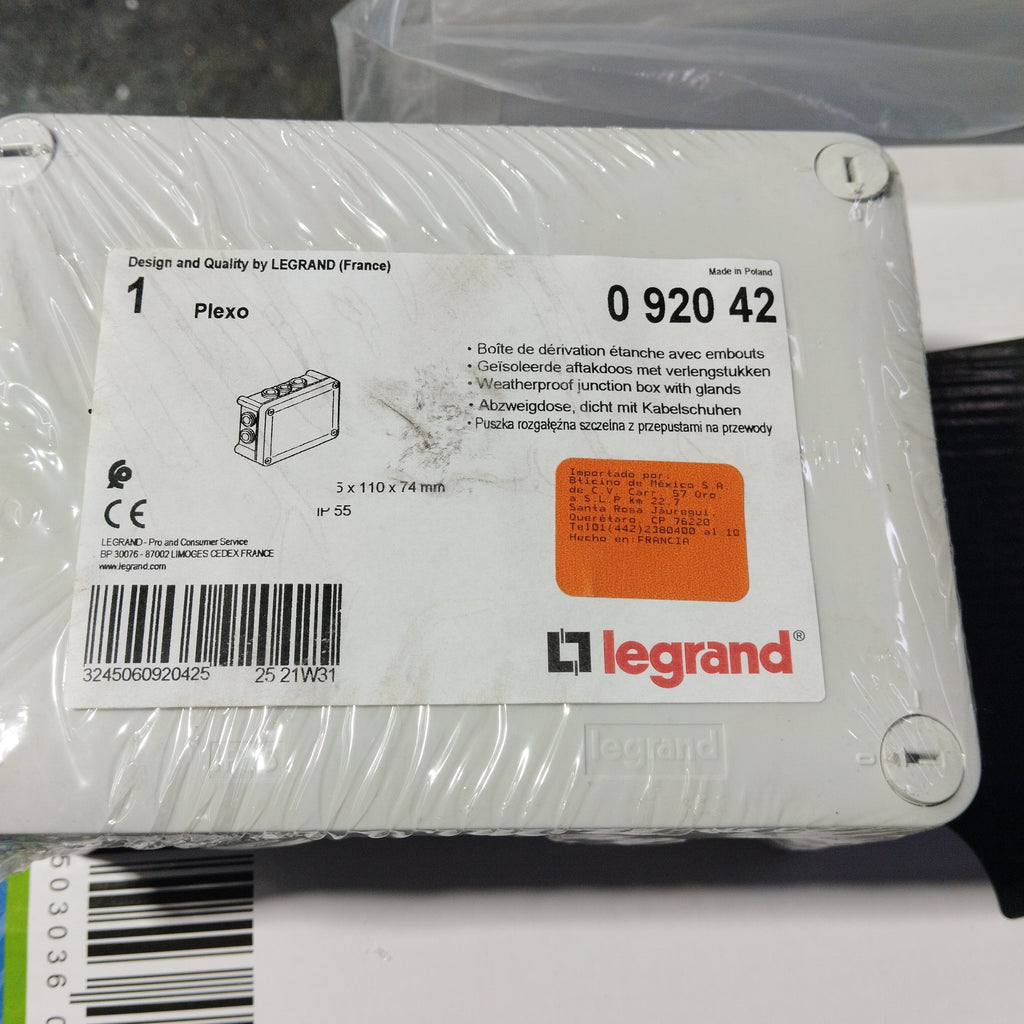 Design and Quality by LEGRAND (France)
Made in Poland
1
Plexo
0 920 42
• Boîte de dérivation étanche avec embouts
• Geïsoleerde aftakdoos met verlengstukken
• Weatherproof junction box with glands
• Abzweigdose, dicht mit Kabelschuhen
• Puszka rozgałęźna szczelna z przepustami na przewody
5 x 110 x 74 mm
IP 55
CE
LEGRAND - Pro and Consumer Service
BP 30076 - 87002 LIMOGES CEDEX FRANCE
www.legrand.com
Importado por:
Bticino de México S.A.
de C.V. Carr. 57 Qro.
a S.L.P Km 22.7
Santa Rosa Jáuregui.
Querétaro, CP 76220
Tel01(442)2380400 al 10
Hecho en:FRANCIA
3245060920425
25 21W31
legrand®
legrand
503036